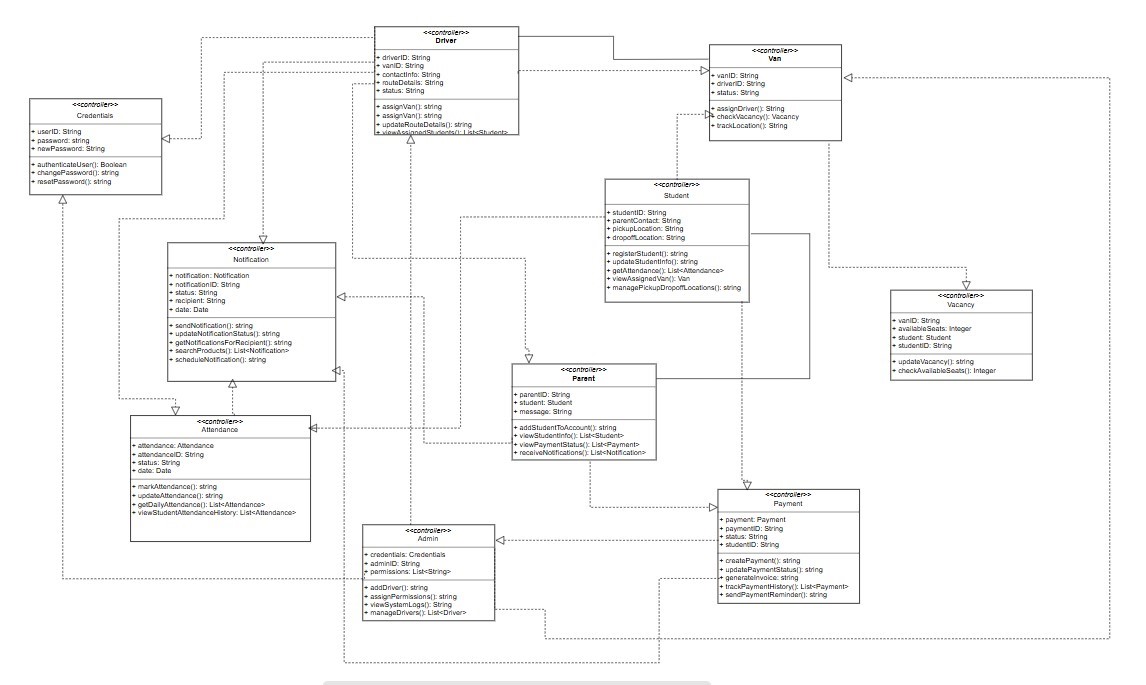 <<controller>>
Driver
+ driverID: String
+ vanID: String
+ contactInfo: String
+ routeDetails: String
+ status: String
+ assignVan(): string
+ assignVan(): string
+ updateRouteDetails(): string
+ viewAssignedStudents(): List<Student>
<<controller>>
Van
+ vanID: String
+ driverID: String
+ status: String
+ assignDriver(): String
+ checkVacancy(): Vacancy
+ trackLocation(): String
<<controller>>
Credentials
+ userID: String
+ password: string
+ newPassword: String
+ authenticateUser(): Boolean
+ changePassword(): string
+ resetPassword(): string
<<controller>>
Student
+ studentID: String
+ parentContact: String
+ pickupLocation: String
+ dropoffLocation: String
+ registerStudent(): string
+ updateStudentInfo(): string
+ getAttendance(): List<Attendance>
+ viewAssignedVan(): Van
+ managePickupDropoffLocations(): string
<<controller>>
Notification
+ notification: Notification
+ notificationID: String
+ status: String
+ recipient: String
+ date: Date
+ sendNotification(): string
+ updateNotificationStatus(): string
+ getNotificationsForRecipient(): string
+ searchProducts(): List<Notification>
+ scheduleNotification(): string
<<controller>>
Vacancy
+ vanID: String
+ availableSeats: Integer
+ student: Student
+ studentID: String
+ updateVacancy(): string
+ checkAvailableSeats(): Integer
<<controller>>
Parent
+ parentID: String
+ student: Student
+ message: String
+ addStudentToAccount(): string
+ viewStudentInfo(): List<Student>
+ viewPaymentStatus(): List<Payment>
+ receiveNotifications(): List<Notification>
<<controller>>
Attendance
+ attendance: Attendance
+ attendanceID: String
+ status: String
+ date: Date
+ markAttendance(): string
+ updateAttendance(): string
+ getDailyAttendance(): List<Attendance>
+ viewStudentAttendanceHistory: List<Attendance>
<<controller>>
Payment
+ payment: Payment
+ paymentID: String
+ status: String
+ studentID: String
+ createPayment(): string
+ updatePaymentStatus(): string
+ generateInvoice: string
+ trackPaymentHistory(): List<Payment>
+ sendPaymentReminder(): string
<<controller>>
Admin
+ credentials: Credentials
+ adminID: String
+ permissions: List<String>
+ addDriver(): string
+ assignPermissions(): string
+ viewSystemLogs(): String
+ manageDrivers(): List<Driver>